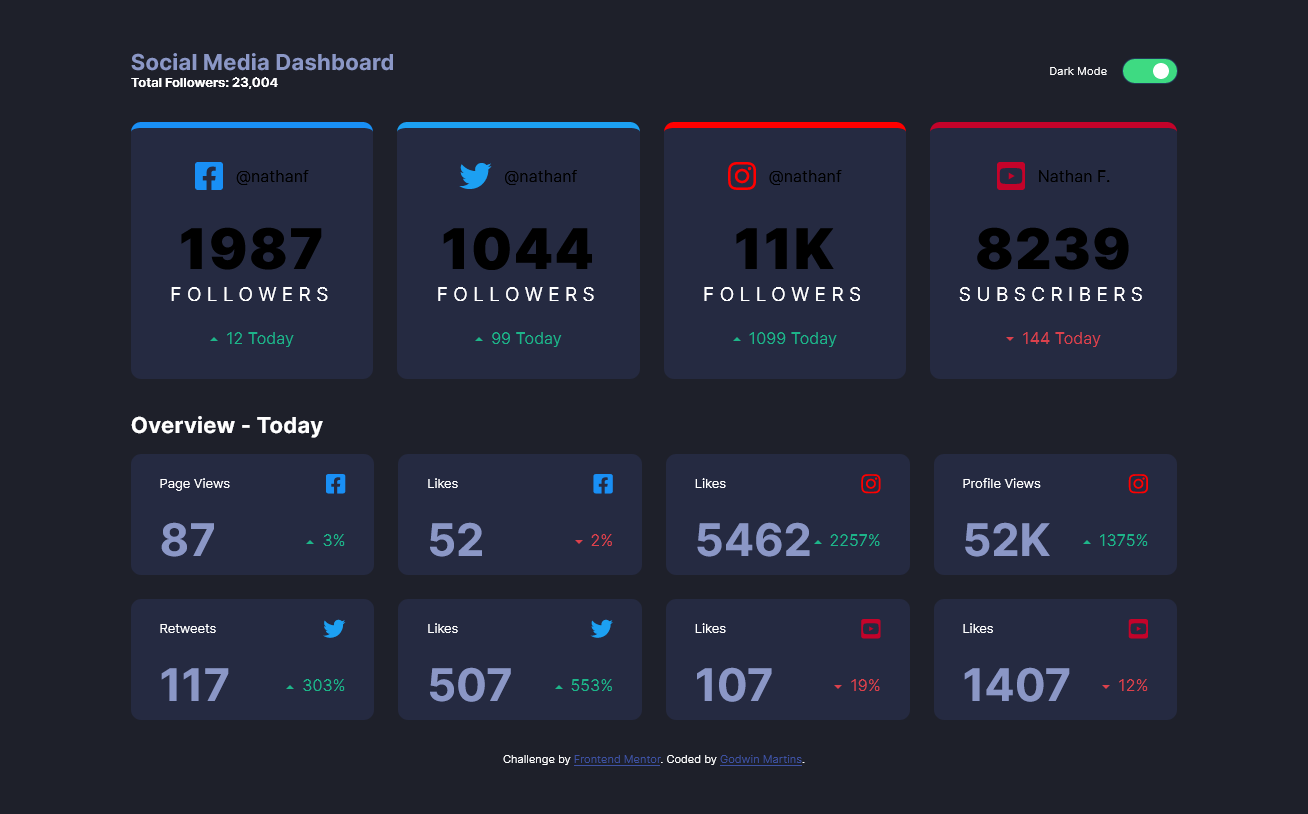 Social Media Dashboard
Total Followers: 23,004
Dark Mode
@nathanf
1987
FOLLOWERS
12 Today
@nathanf
1044
FOLLOWERS
99 Today
@nathanf
11K
FOLLOWERS
1099 Today
Nathan F.
8239
SUBSCRIBERS
144 Today
Overview - Today
Page Views
87
3%
Likes
52
2%
Likes
5462
2257%
Profile Views
52K
1375%
Retweets
117
303%
Likes
507
553%
Likes
107
19%
Likes
1407
12%
Challenge by Frontend Mentor. Coded by Godwin Martins.